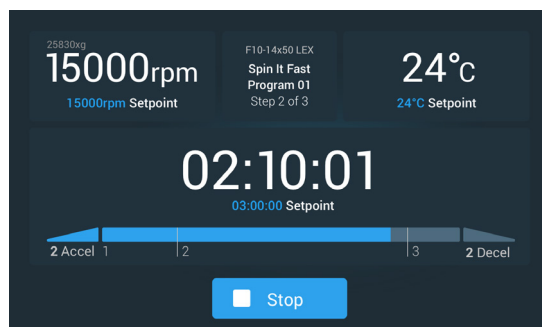 25830xg
15000rpm
15000rpm Setpoint
F10-14x50 LEX
Spin It Fast
Program 01
Step 2 of 3
24°c
24°C Setpoint
02:10:01
03:00:00 Setpoint
2 Accel 1 2 3 2 Decel
Stop